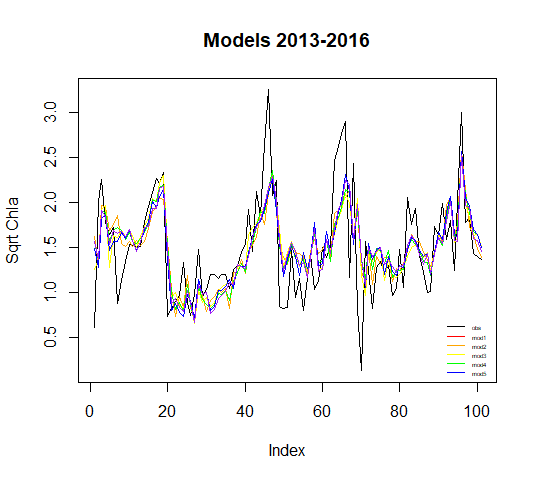 Models 2013-2016
Sqrt Chla
3.0
2.5
2.0
1.5
1.0
0.5
obs
mod1
mod2
mod3
mod4
mod5
0 20 40 60 80 100
Index